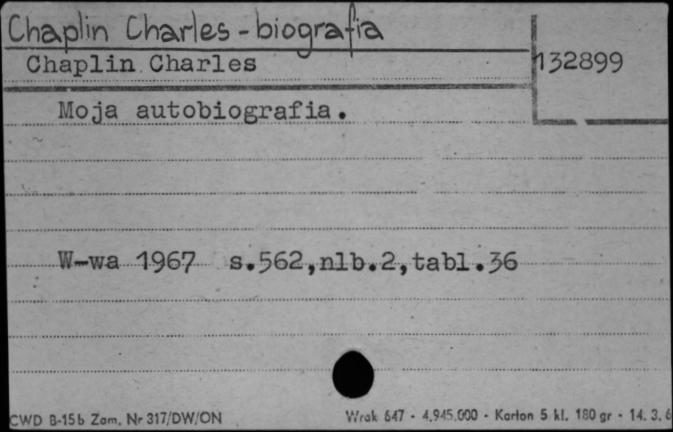 Chaplin Charles - biografia
Chaplin Charles
132899
Moja autobiografia.
W-wa 1967 s.562,nlb.2,tabl.36
CWD B-15b Zam. Nr 317/DW/ON
Wrak 647 - 4.945.000 - Karton 5 kl. 180 gr - 14. 3. 6